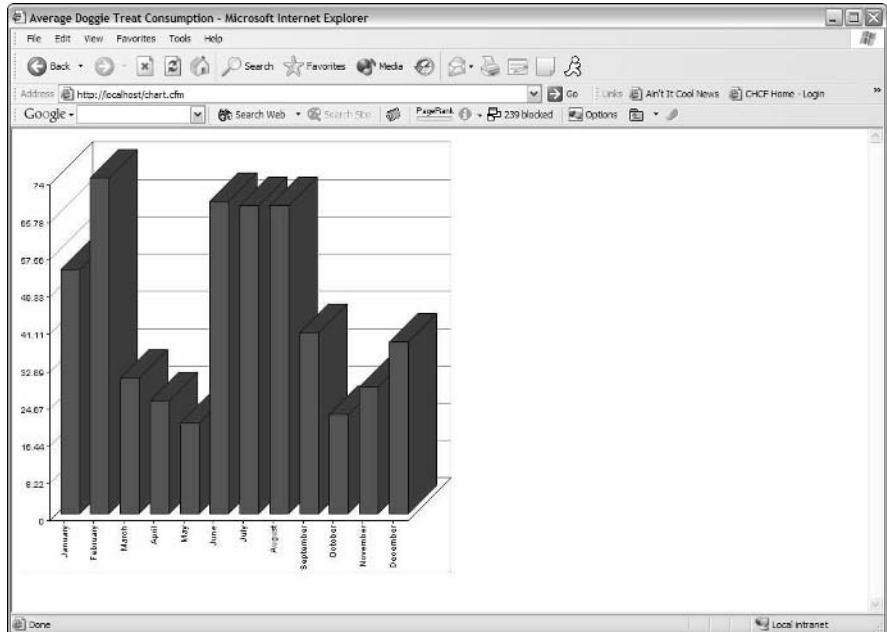 Average Doggie Treat Consumption - Microsoft Internet Explorer
File Edit View Favorites Tools Help
Back Search Favorites Media
Address http://localhost/chart.cfm Go Links Ain't It Cool News CHCF Home - Login »
Google Search Web Search Site PageRank 239 blocked Options
74
65.78
57.56
49.33
41.11
32.89
24.67
16.44
8.22
0
January
February
March
April
May
June
July
August
September
October
November
December
Done Local intranet